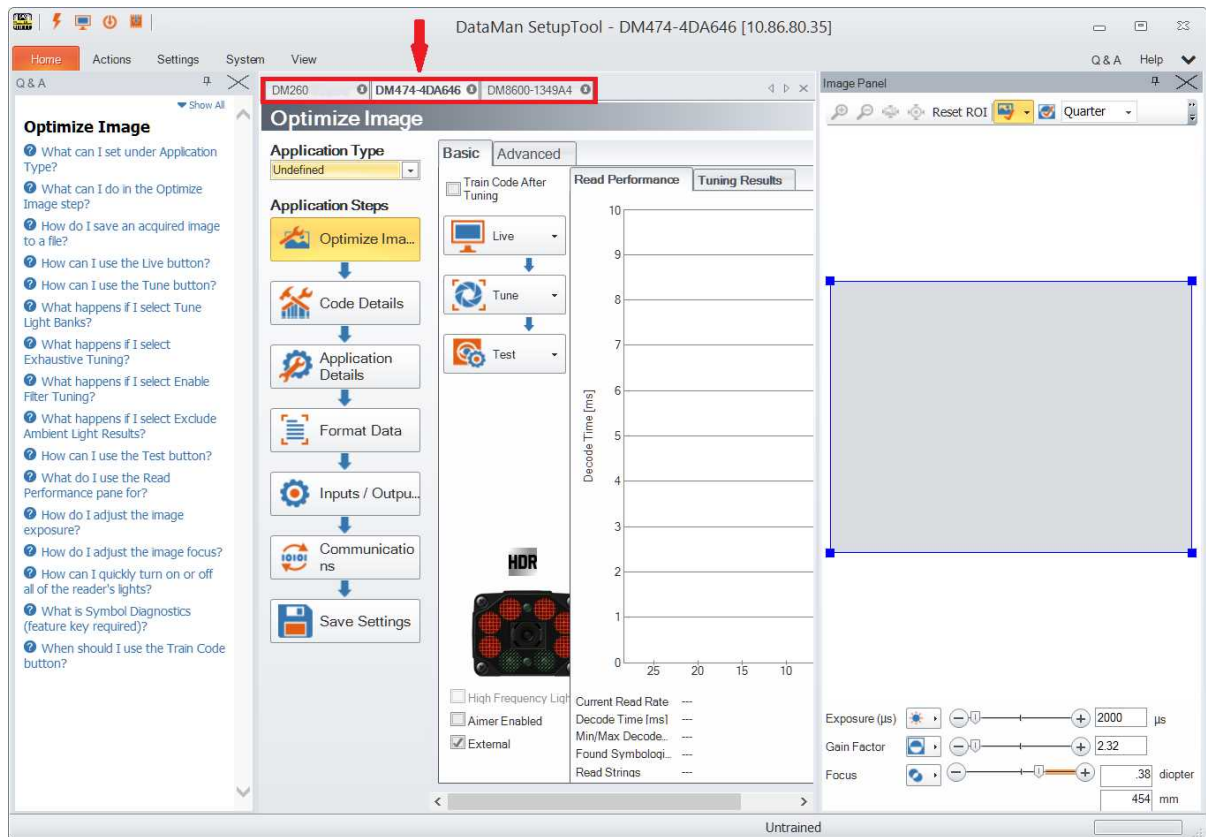 DataMan SetupTool - DM474-4DA646 [10.86.80.35]
Home Actions Settings System View Q & A Help
Q & A
Show All
Optimize Image
What can I set under Application
Type?
What can I do in the Optimize
Image step?
How do I save an acquired image
to a file?
How can I use the Live button?
How can I use the Tune button?
What happens if I select Tune
Light Banks?
What happens if I select
Exhaustive Tuning?
What happens if I select Enable
Filter Tuning?
What happens if I select Exclude
Ambient Light Results?
How can I use the Test button?
What do I use the Read
Performance pane for?
How do I adjust the image
exposure?
How do I adjust the image focus?
How can I quickly turn on or off
all of the reader's lights?
What is Symbol Diagnostics
(feature key required)?
When should I use the Train Code
button?
DM260 DM474-4DA646 DM8600-1349A4
Optimize Image
Application Type
Undefined
Application Steps
Optimize Ima...
Code Details
Application
Details
Format Data
Inputs / Outpu...
Communicatio
ns
Save Settings
Basic Advanced
Train Code After
Tuning
Live
Tune
Test
HDR
High Frequency Ligh
Aimer Enabled
External
Read Performance Tuning Results
Decode Time [ms]
10
9
8
7
6
5
4
3
2
1
0
25 20 15 10
Current Read Rate ---
Decode Time [ms] ---
Min/Max Decode.. ---
Found Symbologi.. ---
Read Strings ---
Image Panel
Reset ROI Quarter
Exposure (µs) 2000 µs
Gain Factor 2.32
Focus .38 diopter
454 mm
Untrained